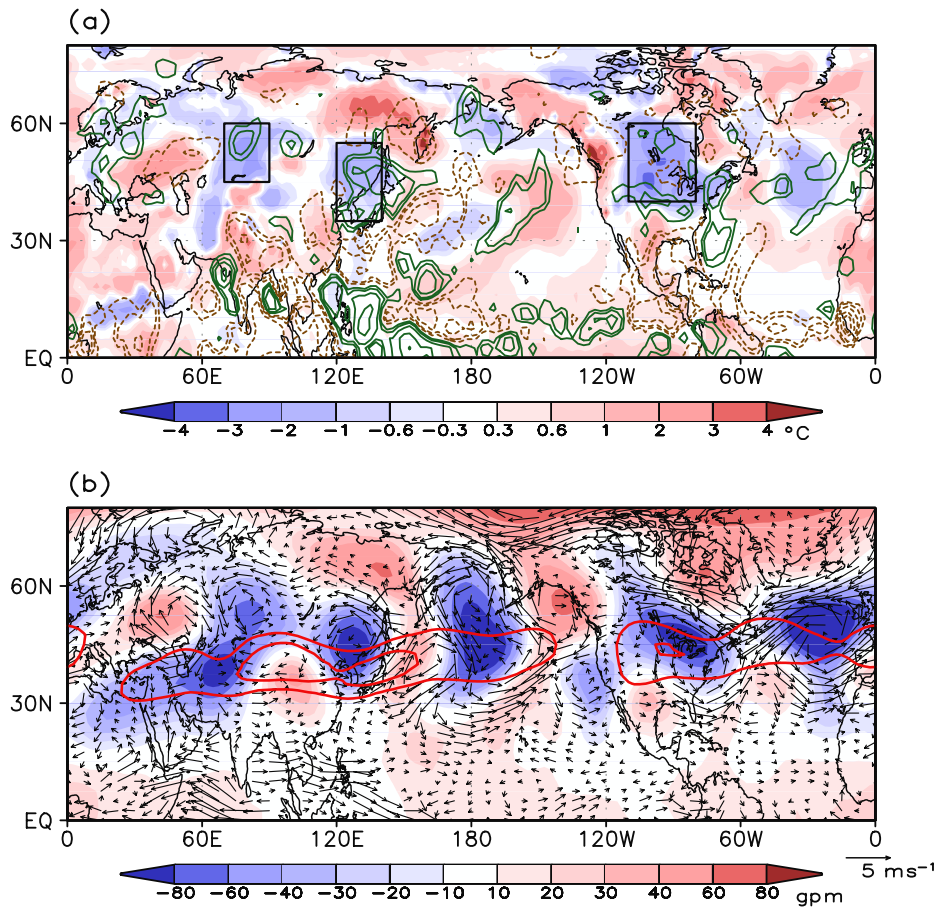 (a)
60N
30N
EQ
0 60E 120E 180 120W 60W 0
−4 −3 −2 −1 −0.6 −0.3 0.3 0.6 1 2 3 4 °C
(b)
60N
30N
EQ
0 60E 120E 180 120W 60W 0
5 ms⁻¹
−80 −60 −40 −30 −20 −10 10 20 30 40 60 80 gpm